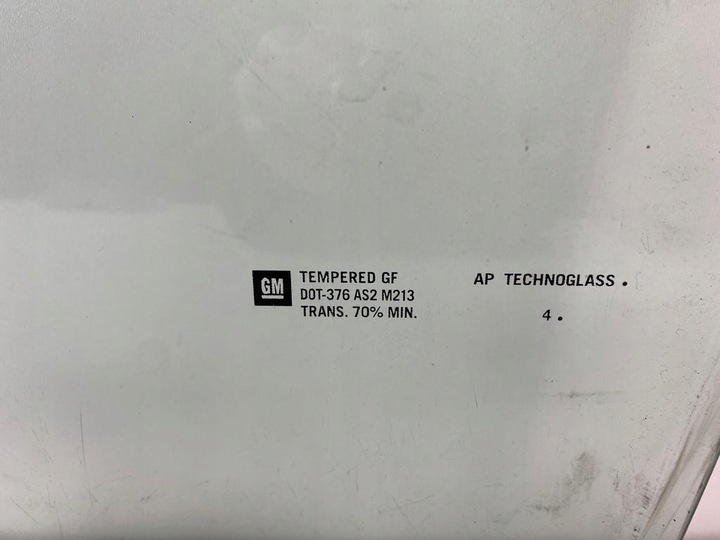 GM
TEMPERED GF
DOT-376 AS2 M213
TRANS. 70% MIN.
AP TECHNOGLASS .
4 .